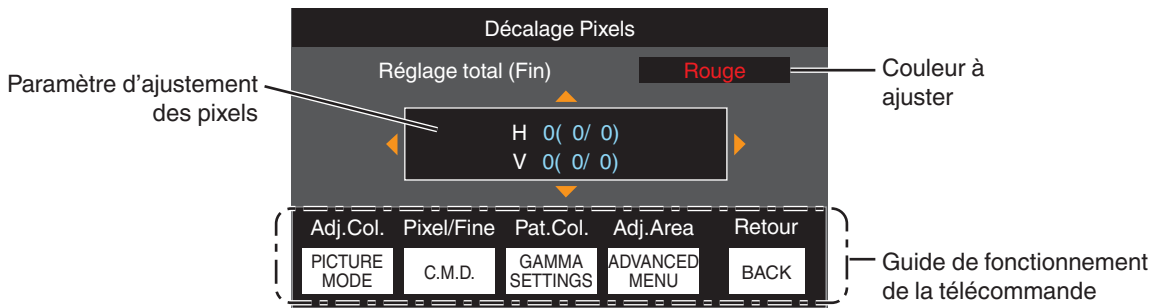 Décalage Pixels
Réglage total (Fin) Rouge
Paramètre d'ajustement
des pixels
Couleur à
ajuster
H 0( 0/ 0)
V 0( 0/ 0)
Adj.Col. Pixel/Fine Pat.Col. Adj.Area Retour
PICTURE
MODE
C.M.D.
GAMMA
SETTINGS
ADVANCED
MENU
BACK
Guide de fonctionnement
de la télécommande